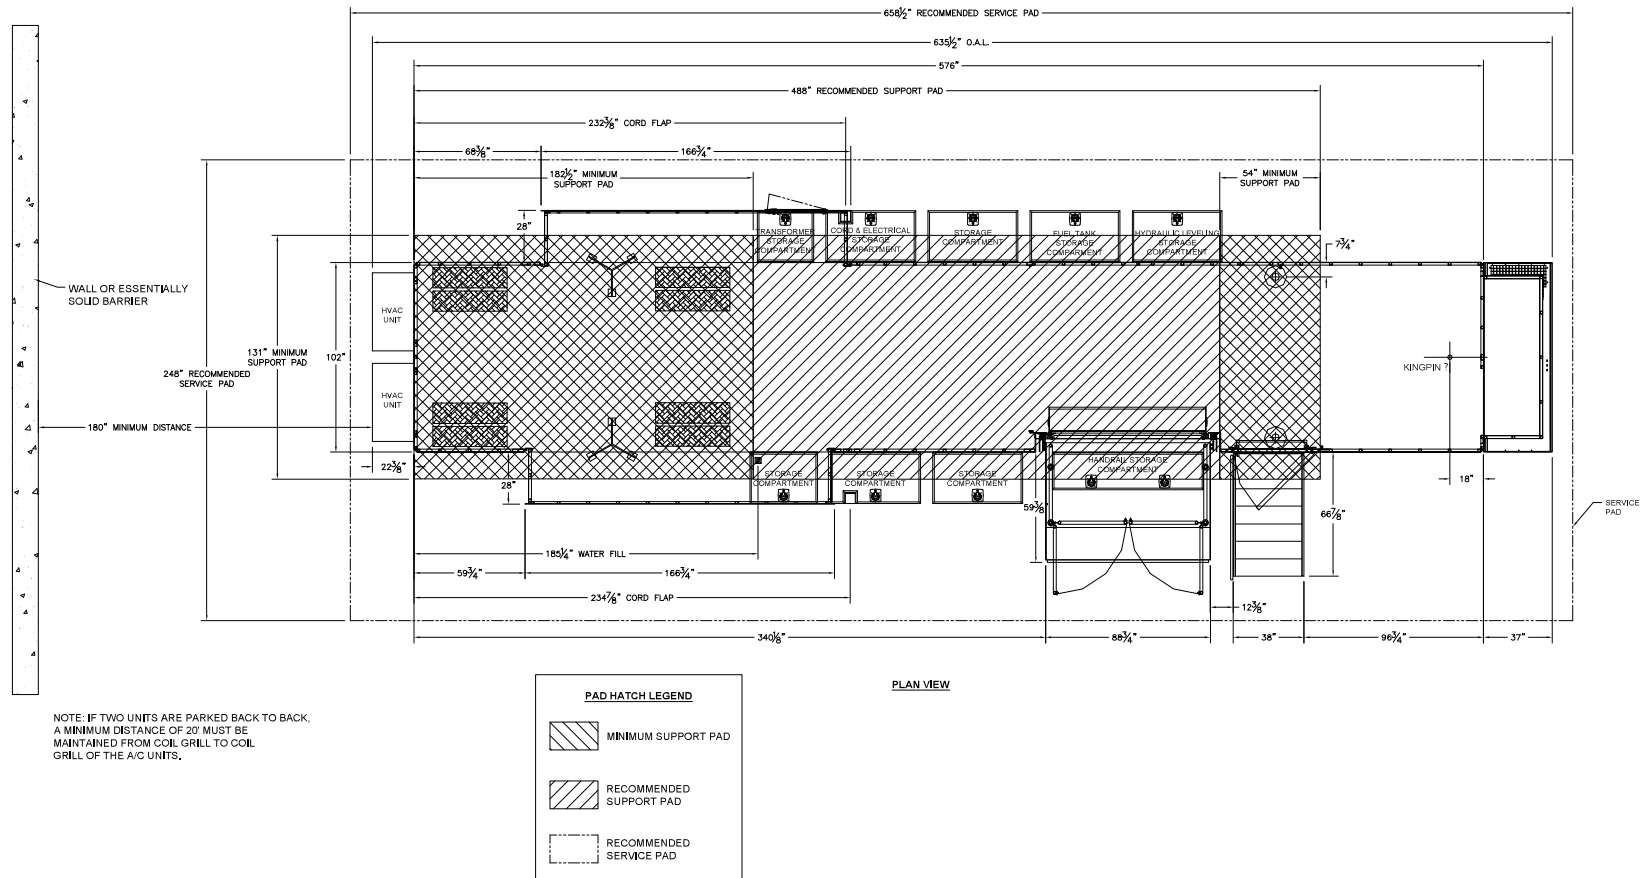 658½" RECOMMENDED SERVICE PAD
635½" O.A.L.
576"
488" RECOMMENDED SUPPORT PAD
232⅜" CORD FLAP
68⅜"
166¾"
182½" MINIMUM
SUPPORT PAD
54" MINIMUM
SUPPORT PAD
28"
TRANSFORMER
STORAGE
COMPARTMENT
CORD & ELECTRICAL
STORAGE
COMPARTMENT
STORAGE
COMPARTMENT
FUEL TANK
STORAGE
COMPARMENT
HYDRAULIC LEVELING
STORAGE
COMPARTMENT
7¾"
WALL OR ESSENTIALLY
SOLID BARRIER
HVAC
UNIT
131" MINIMUM
SUPPORT PAD
102"
248" RECOMMENDED
SERVICE PAD
KINGPIN ?
HVAC
UNIT
180" MINIMUM DISTANCE
22⅜"
28"
STORAGE
COMPARTMENT
STORAGE
COMPARTMENT
STORAGE
COMPARTMENT
HANDRAIL STORAGE
COMPARTMENT
18"
59⅜"
66⅞"
SERVICE
PAD
185¼" WATER FILL
59¾"
166¾"
234⅞" CORD FLAP
12⅜"
340⅛"
88¾"
38"
96¾"
37"
PLAN VIEW
PAD HATCH LEGEND
MINIMUM SUPPORT PAD
RECOMMENDED
SUPPORT PAD
RECOMMENDED
SERVICE PAD
NOTE: IF TWO UNITS ARE PARKED BACK TO BACK,
A MINIMUM DISTANCE OF 20' MUST BE
MAINTAINED FROM COIL GRILL TO COIL
GRILL OF THE A/C UNITS.